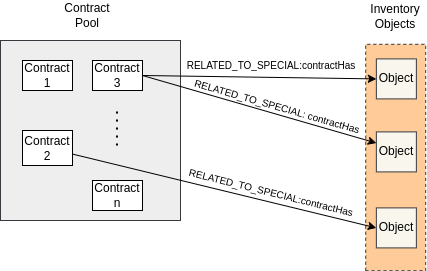 Contract
Pool
Inventory
Objects
Contract
1
Contract
3
RELATED_TO_SPECIAL:contractHas
Object
RELATED_TO_SPECIAL: contractHas
Contract
2
Object
RELATED_TO_SPECIAL:contractHas
Contract
n
Object